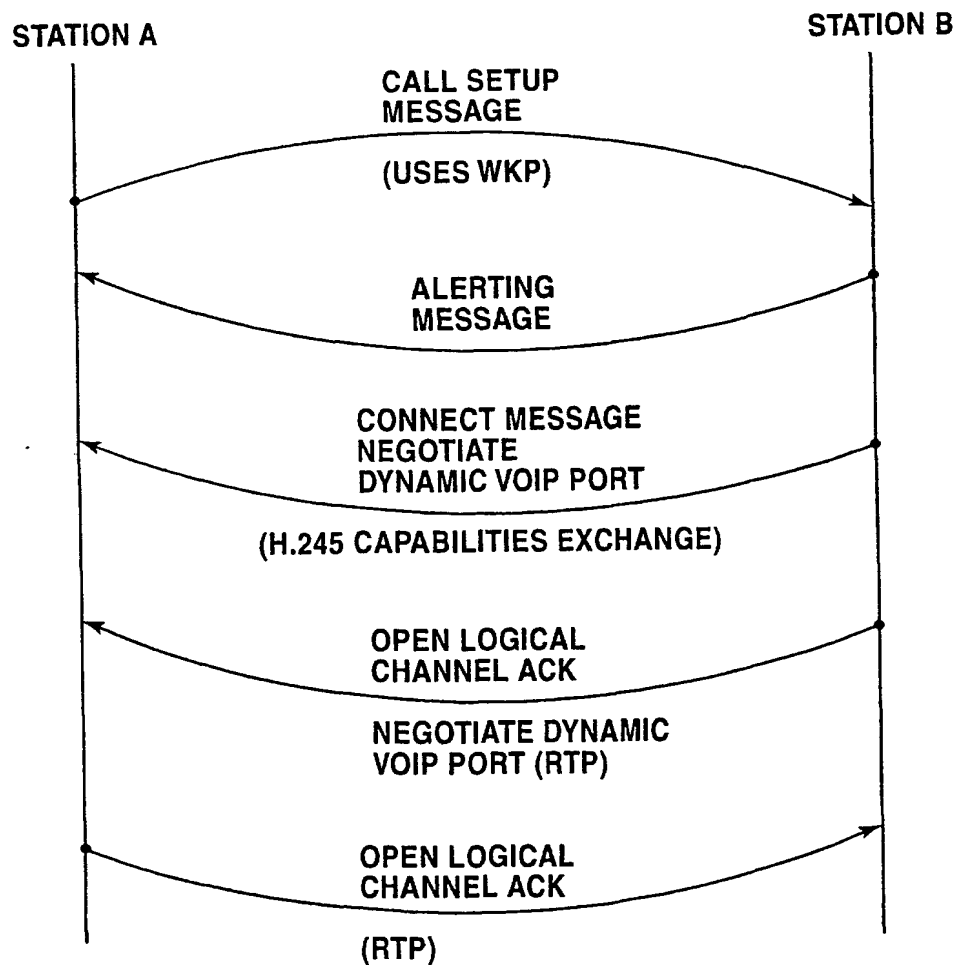 STATION A
STATION B
CALL SETUP
MESSAGE
(USES WKP)
ALERTING
MESSAGE
CONNECT MESSAGE
NEGOTIATE
DYNAMIC VOIP PORT
(H.245 CAPABILITIES EXCHANGE)
OPEN LOGICAL
CHANNEL ACK
NEGOTIATE DYNAMIC
VOIP PORT (RTP)
OPEN LOGICAL
CHANNEL ACK
(RTP)